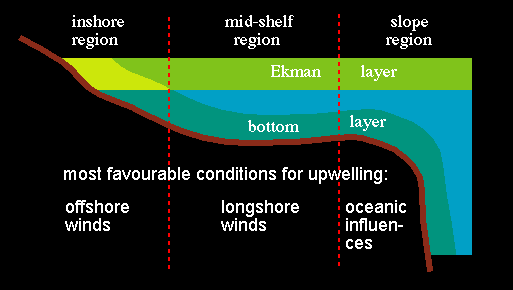 inshore region
mid-shelf region
slope region
Ekman layer
bottom layer
most favourable conditions for upwelling:
offshore winds
longshore winds
oceanic influen-
ces